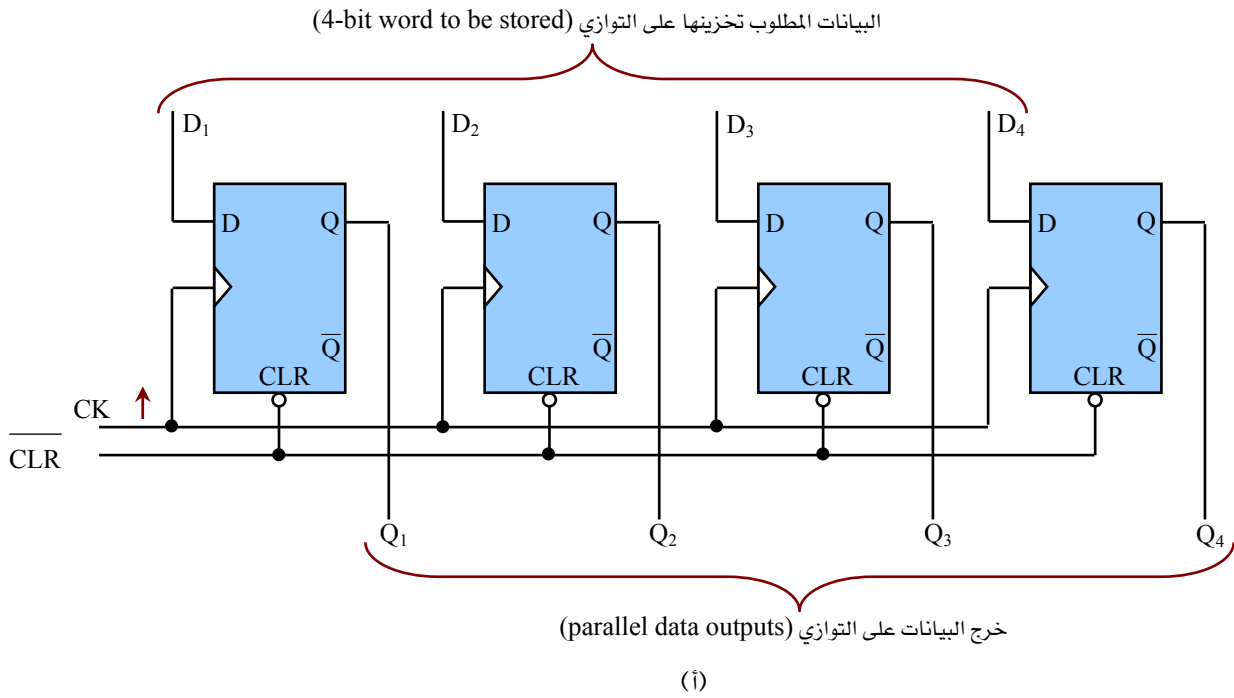 البيانات المطلوب تخزينها على التوازي (4-bit word to be stored)
D₁ D₂ D₃ D₄
D Q D Q D Q D Q
Q̅ Q̅ Q̅ Q̅
CLR CLR CLR CLR
CK
C̅L̅R̅
Q₁ Q₂ Q₃ Q₄
خرج البيانات على التوازي (parallel data outputs)
(أ)